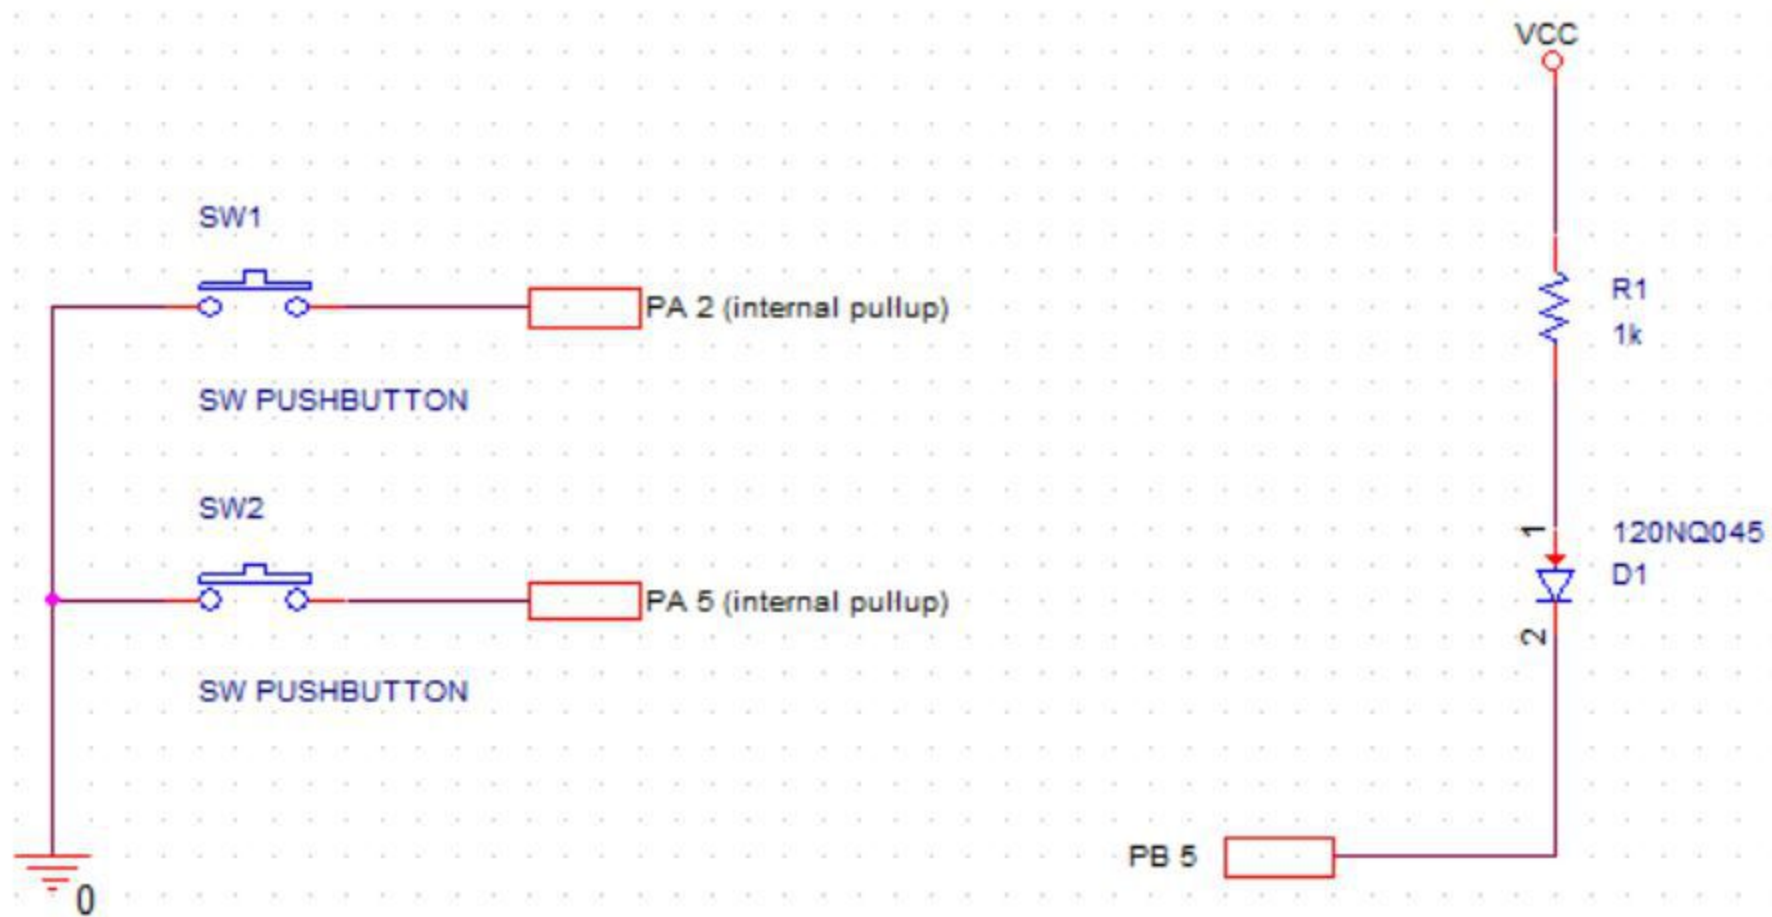 VCC
SW1
PA 2 (internal pullup)
R1
1k
SW PUSHBUTTON
SW2
1
120NQ045
D1
PA 5 (internal pullup)
2
SW PUSHBUTTON
PB 5
0